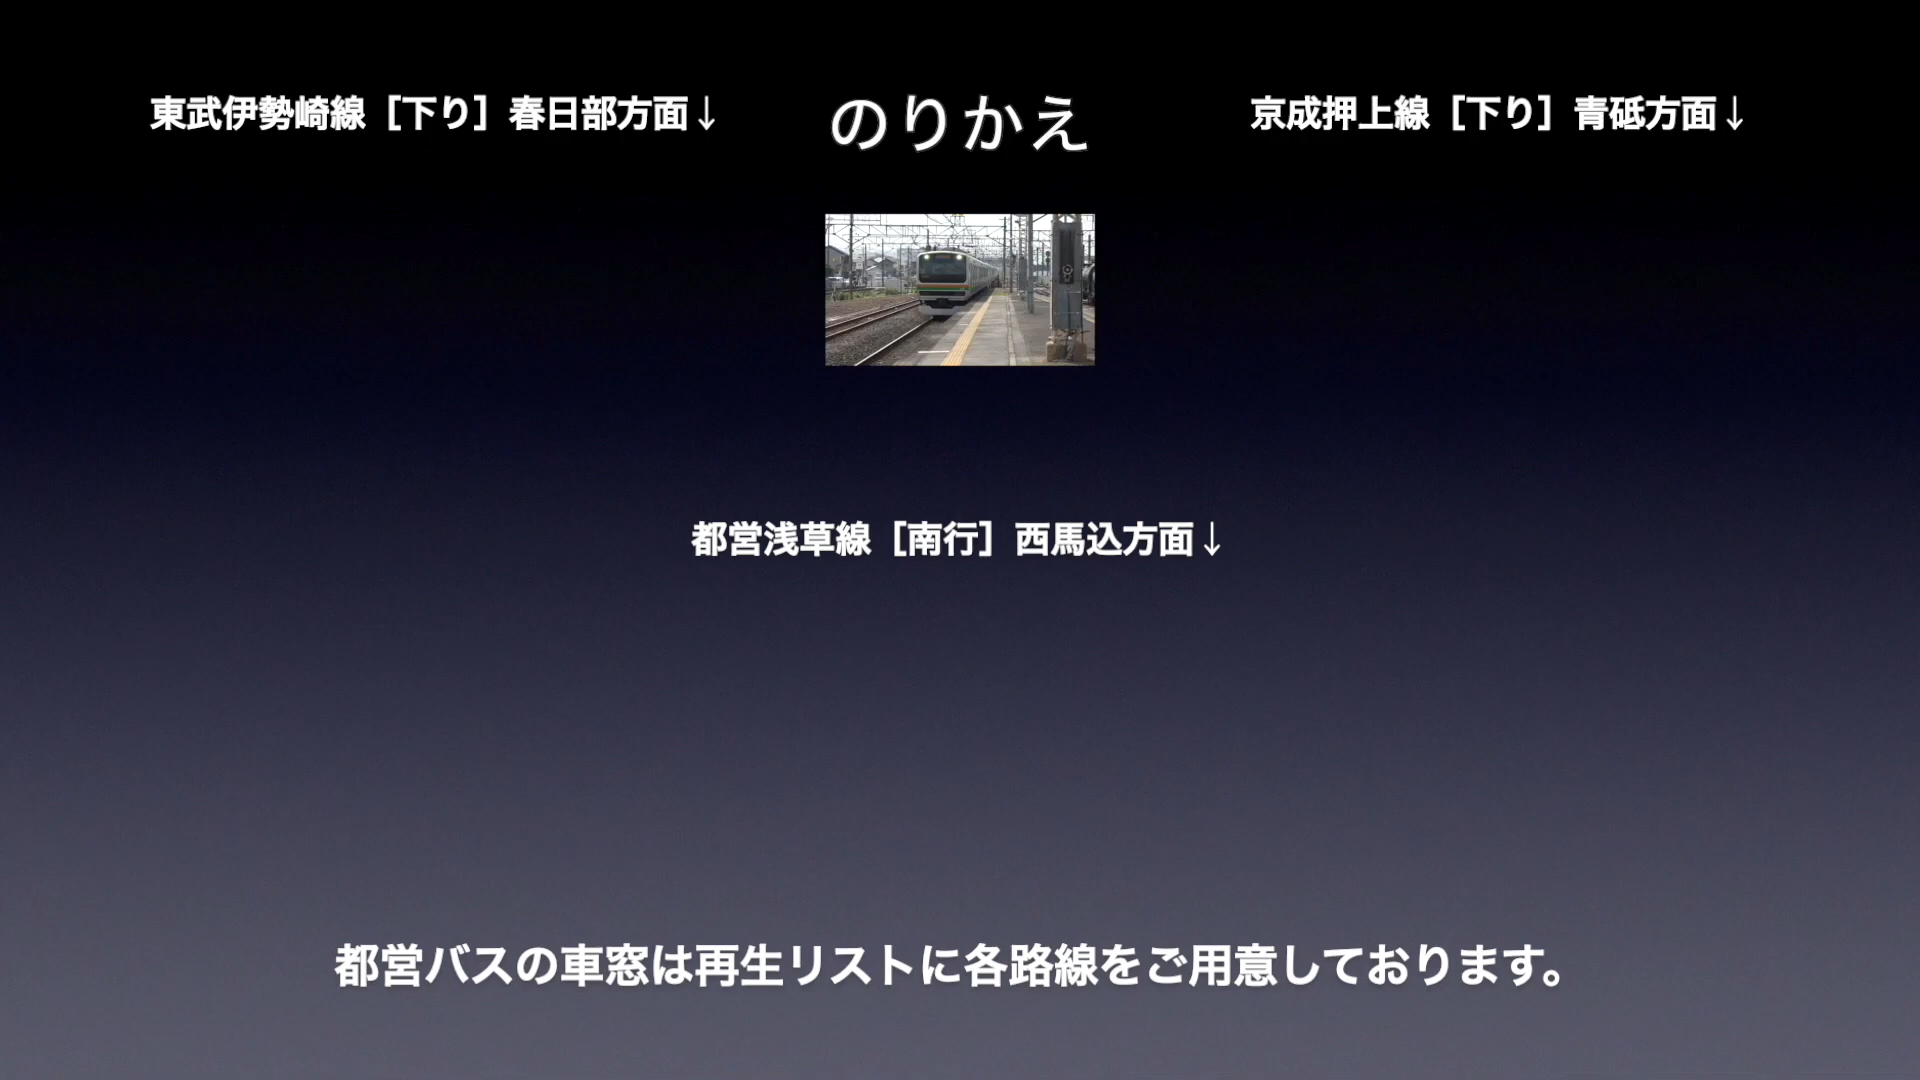 東武伊勢崎線［下り］春日部方面↓
のりかえ
京成押上線［下り］青砥方面↓
都営浅草線［南行］西馬込方面↓
都営バスの車窓は再生リストに各路線をご用意しております。